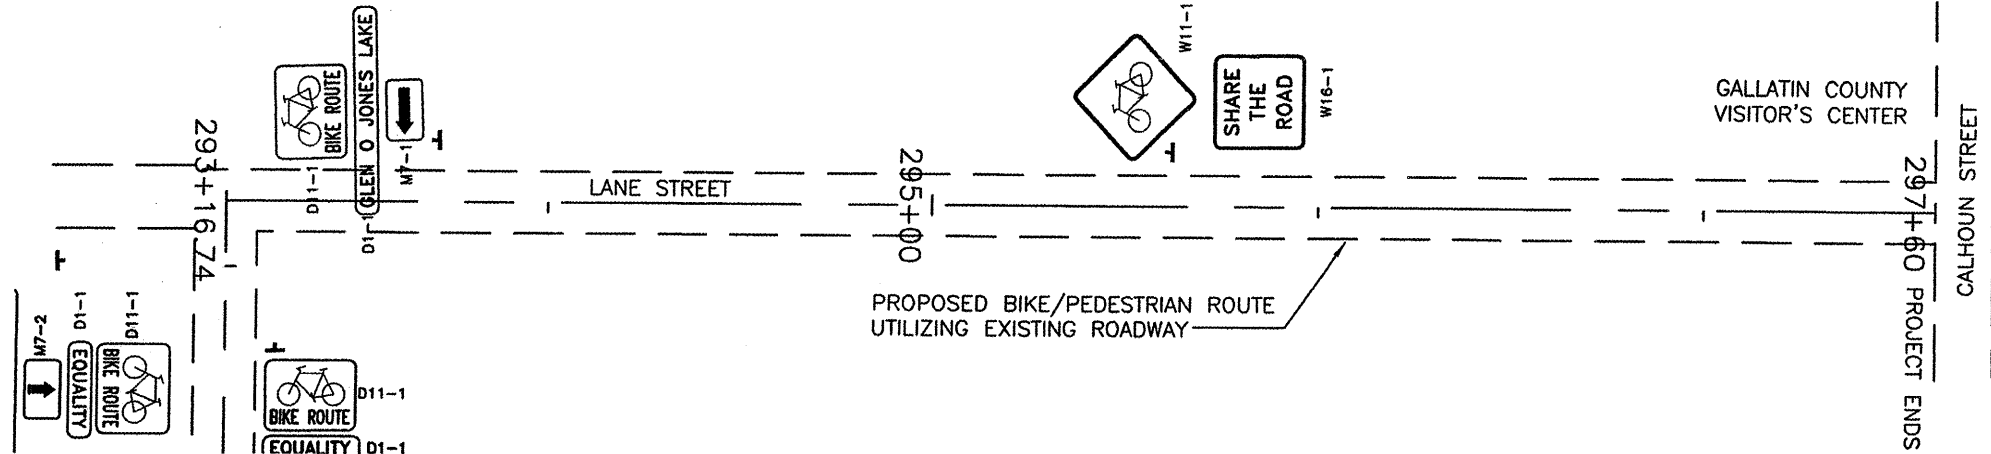 293+16.74
BIKE ROUTE
D11-1
GLEN O JONES LAKE
D1-1
M7-1
LANE STREET
295+00
W11-1
SHARE
THE
ROAD
W16-1
GALLATIN COUNTY
VISITOR'S CENTER
297+60 PROJECT ENDS
CALHOUN STREET
PROPOSED BIKE/PEDESTRIAN ROUTE
UTILIZING EXISTING ROADWAY
M7-2
D1-1
EQUALITY
D11-1
BIKE ROUTE
BIKE ROUTE
D11-1
EQUALITY
D1-1